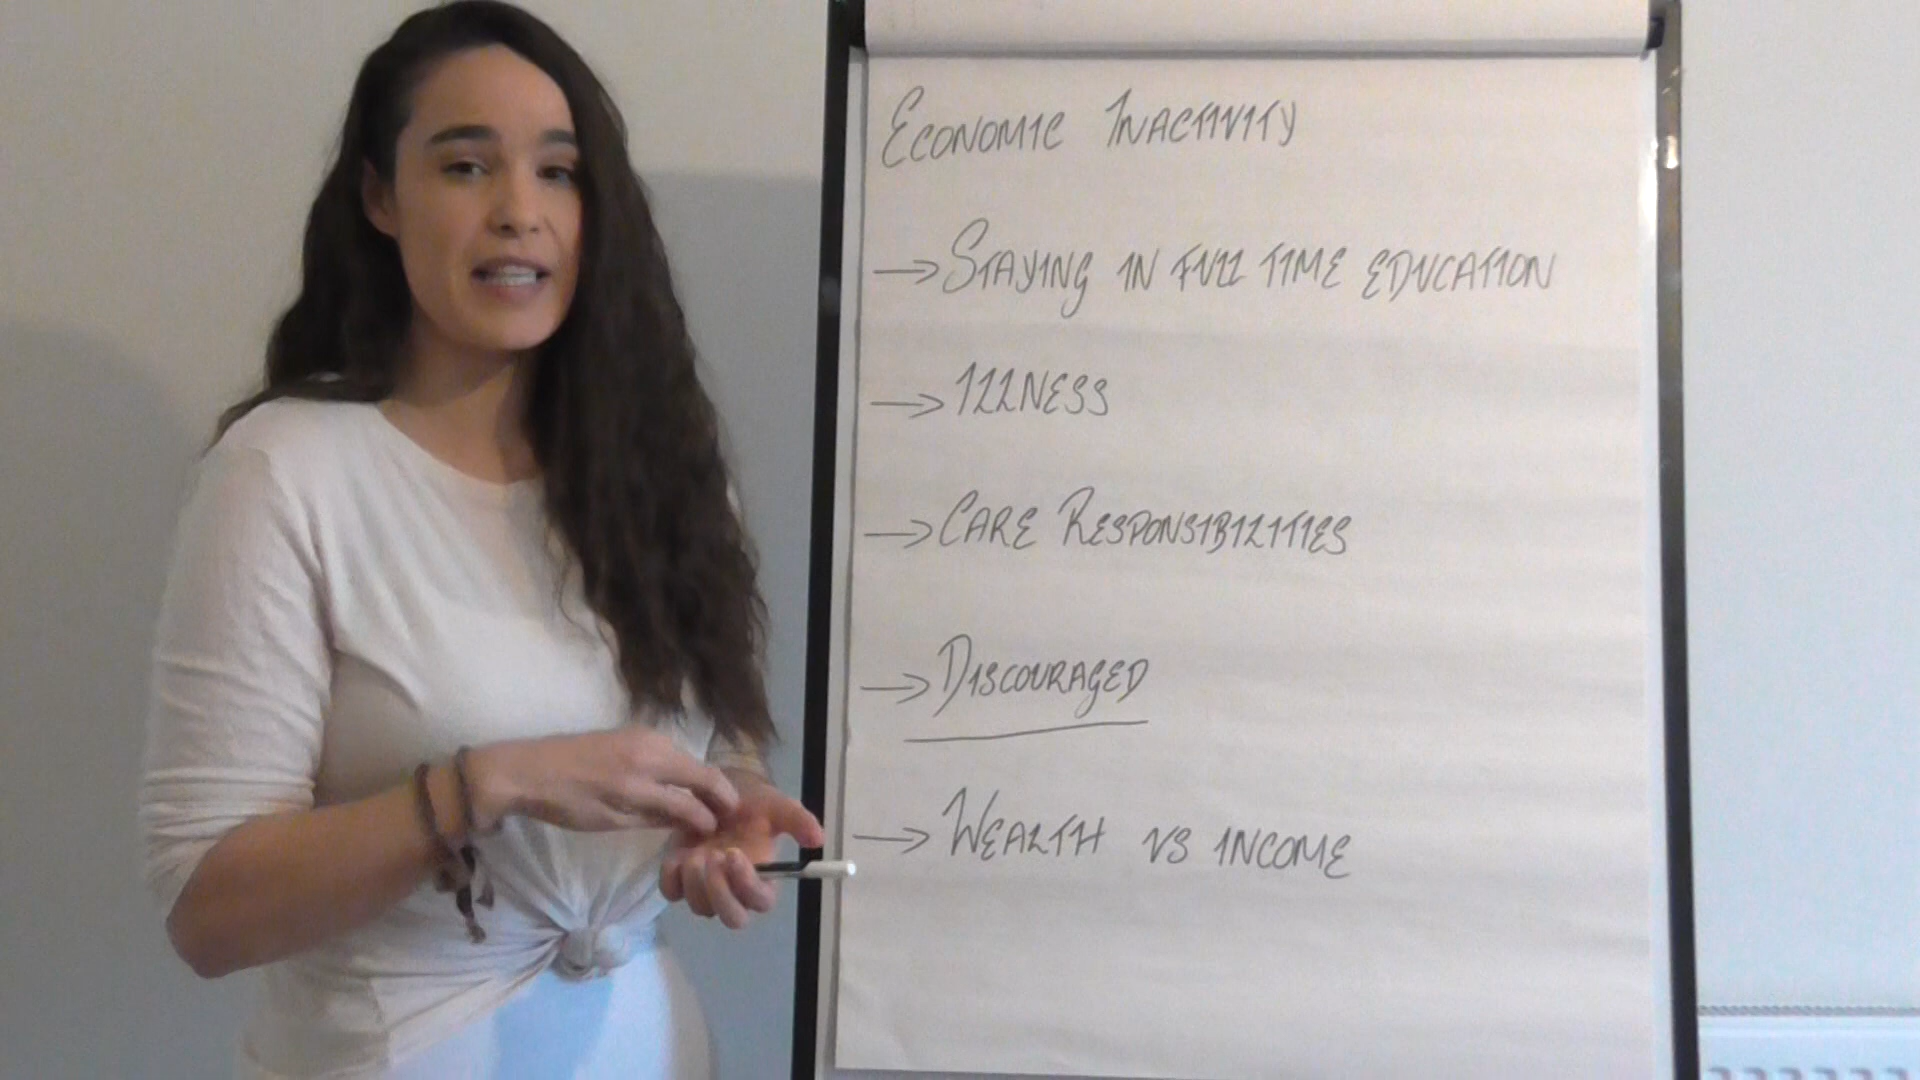 ECONOMIC INACTIVITY
→ STAYING IN FULL TIME EDUCATION
→ ILLNESS
→ CARE RESPONSIBILITIES
→ DISCOURAGED
→ WEALTH VS INCOME